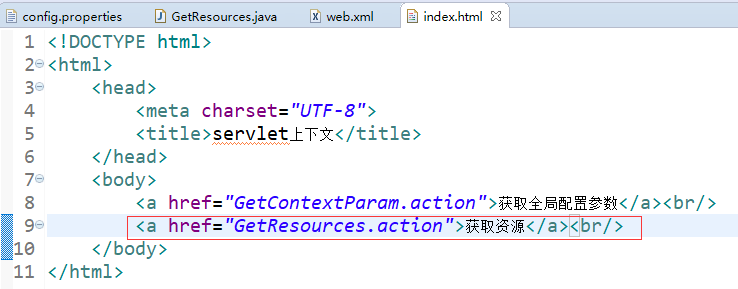 config.properties GetResources.java web.xml index.html
1 <!DOCTYPE html>
2 <html>
3 <head>
4 <meta charset="UTF-8">
5 <title>servlet上下文</title>
6 </head>
7 <body>
8 <a href="GetContextParam.action">获取全局配置参数</a><br/>
9 <a href="GetResources.action">获取资源</a><br/>
10 </body>
11 </html>